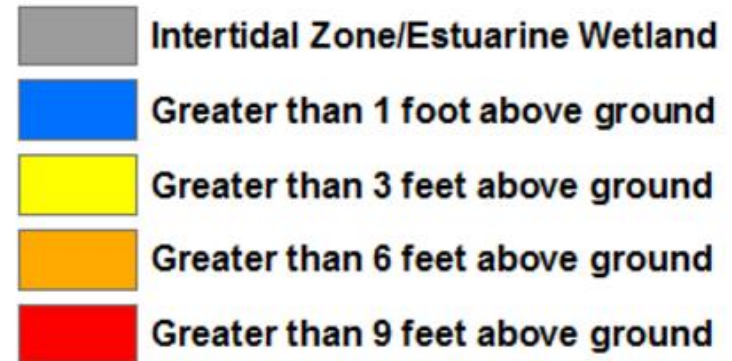 Intertidal Zone/Estuarine Wetland
Greater than 1 foot above ground
Greater than 3 feet above ground
Greater than 6 feet above ground
Greater than 9 feet above ground